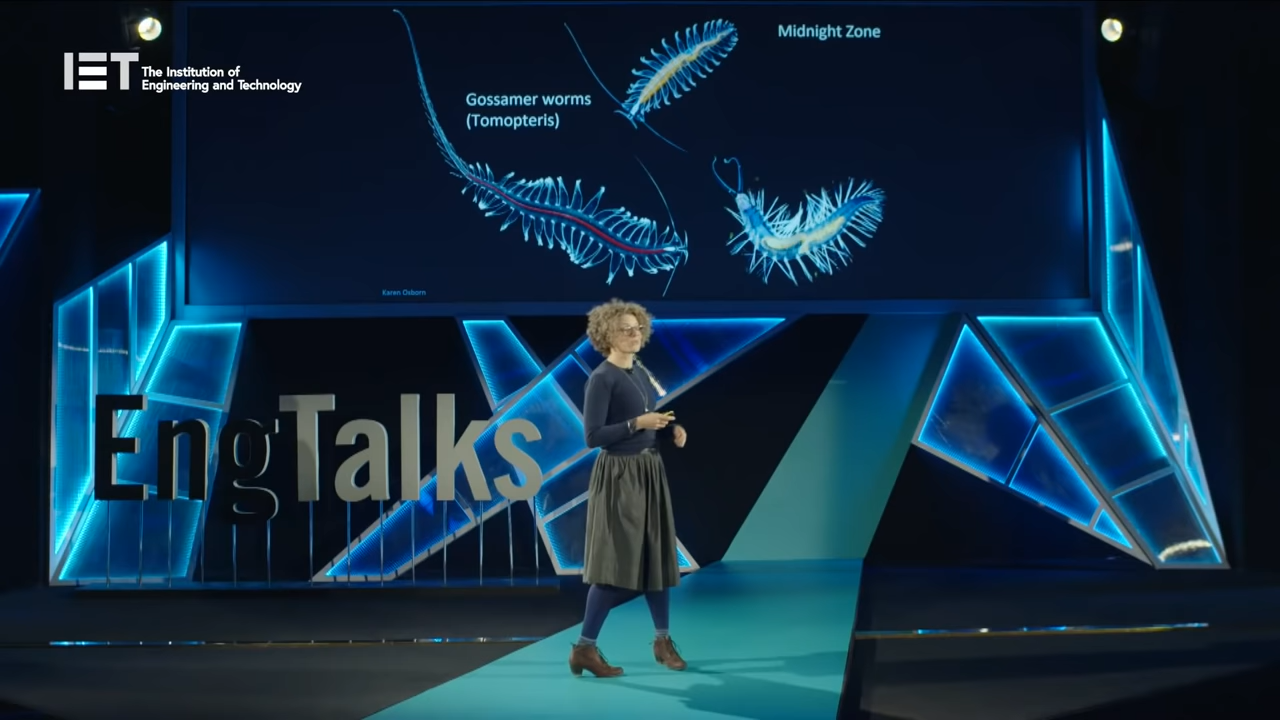 IET The Institution of
Engineering and Technology
Midnight Zone
Gossamer worms
(Tomopteris)
Karen Osborn
EngTalks